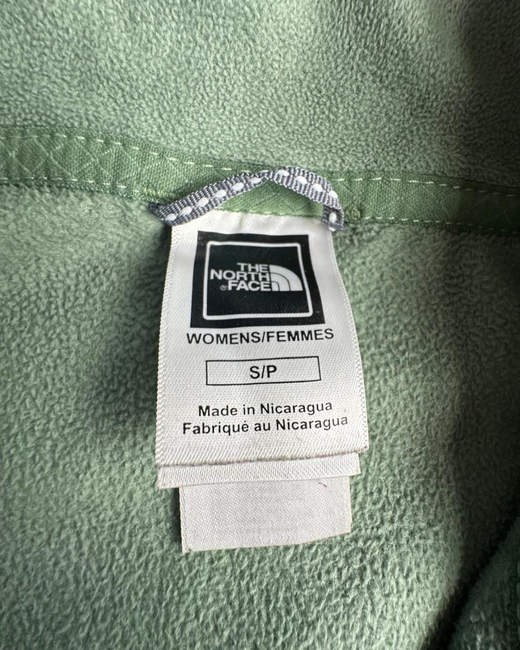 THE
NORTH
FACE
WOMENS/FEMMES
S/P
Made in Nicaragua
Fabriqué au Nicaragua